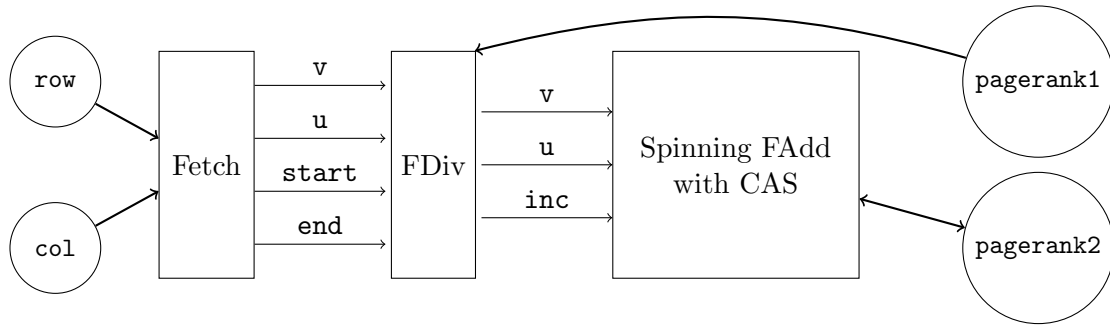 row
col
Fetch
v
u
start
end
FDiv
v
u
inc
Spinning FAdd
with CAS
pagerank1
pagerank2